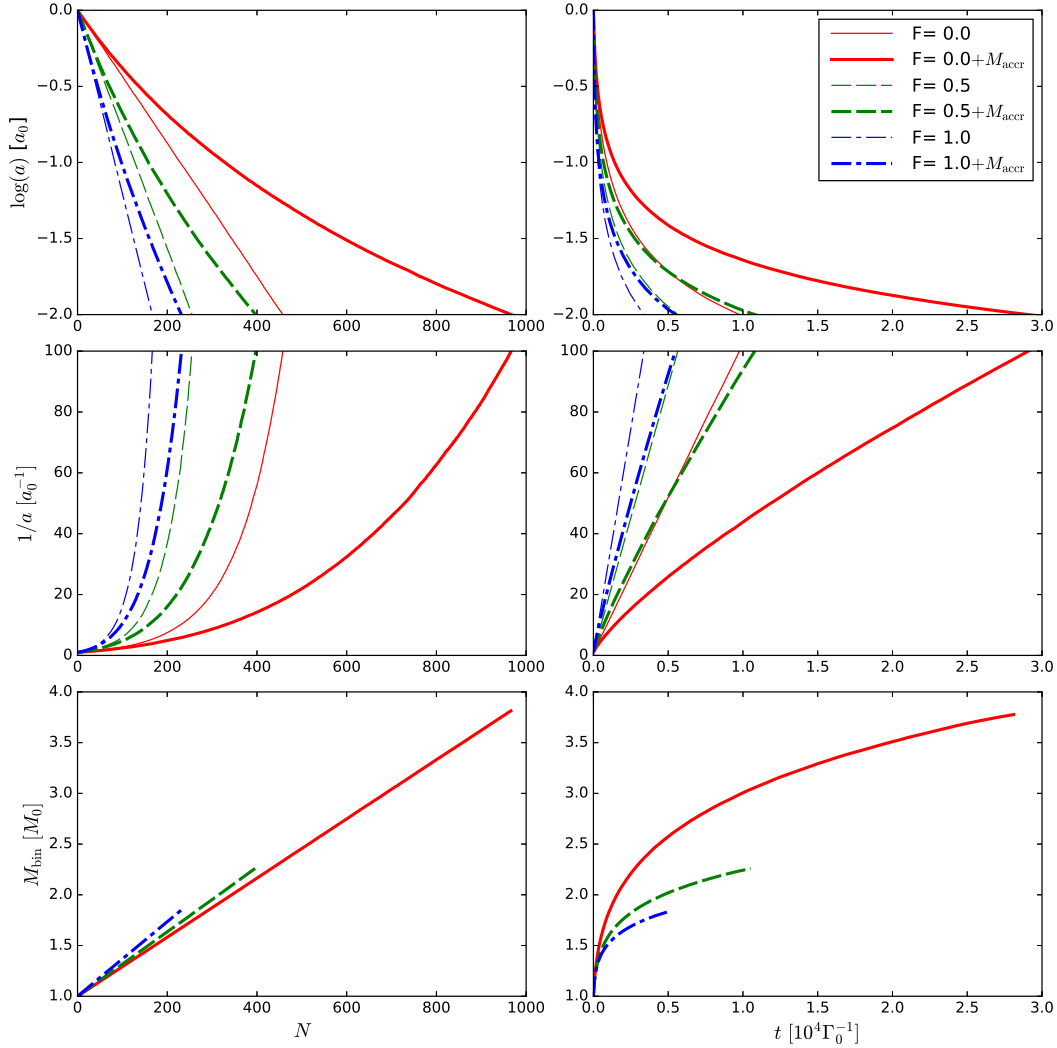 0.0
−0.5
−1.0
−1.5
−2.0
log(a) [a₀]
0 200 400 600 800 1000
0.0 0.5 1.0 1.5 2.0 2.5 3.0
F= 0.0
F= 0.0+M_accr
F= 0.5
F= 0.5+M_accr
F= 1.0
F= 1.0+M_accr
0.0
−0.5
−1.0
−1.5
−2.0
100
80
60
40
20
0
1/a [a₀⁻¹]
0 200 400 600 800 1000
100
80
60
40
20
0
0.0 0.5 1.0 1.5 2.0 2.5 3.0
4.0
3.5
3.0
2.5
2.0
1.5
1.0
M_bin [M₀]
0 200 400 600 800 1000
N
4.0
3.5
3.0
2.5
2.0
1.5
1.0
0.0 0.5 1.0 1.5 2.0 2.5 3.0
t [10⁴Γ₀⁻¹]